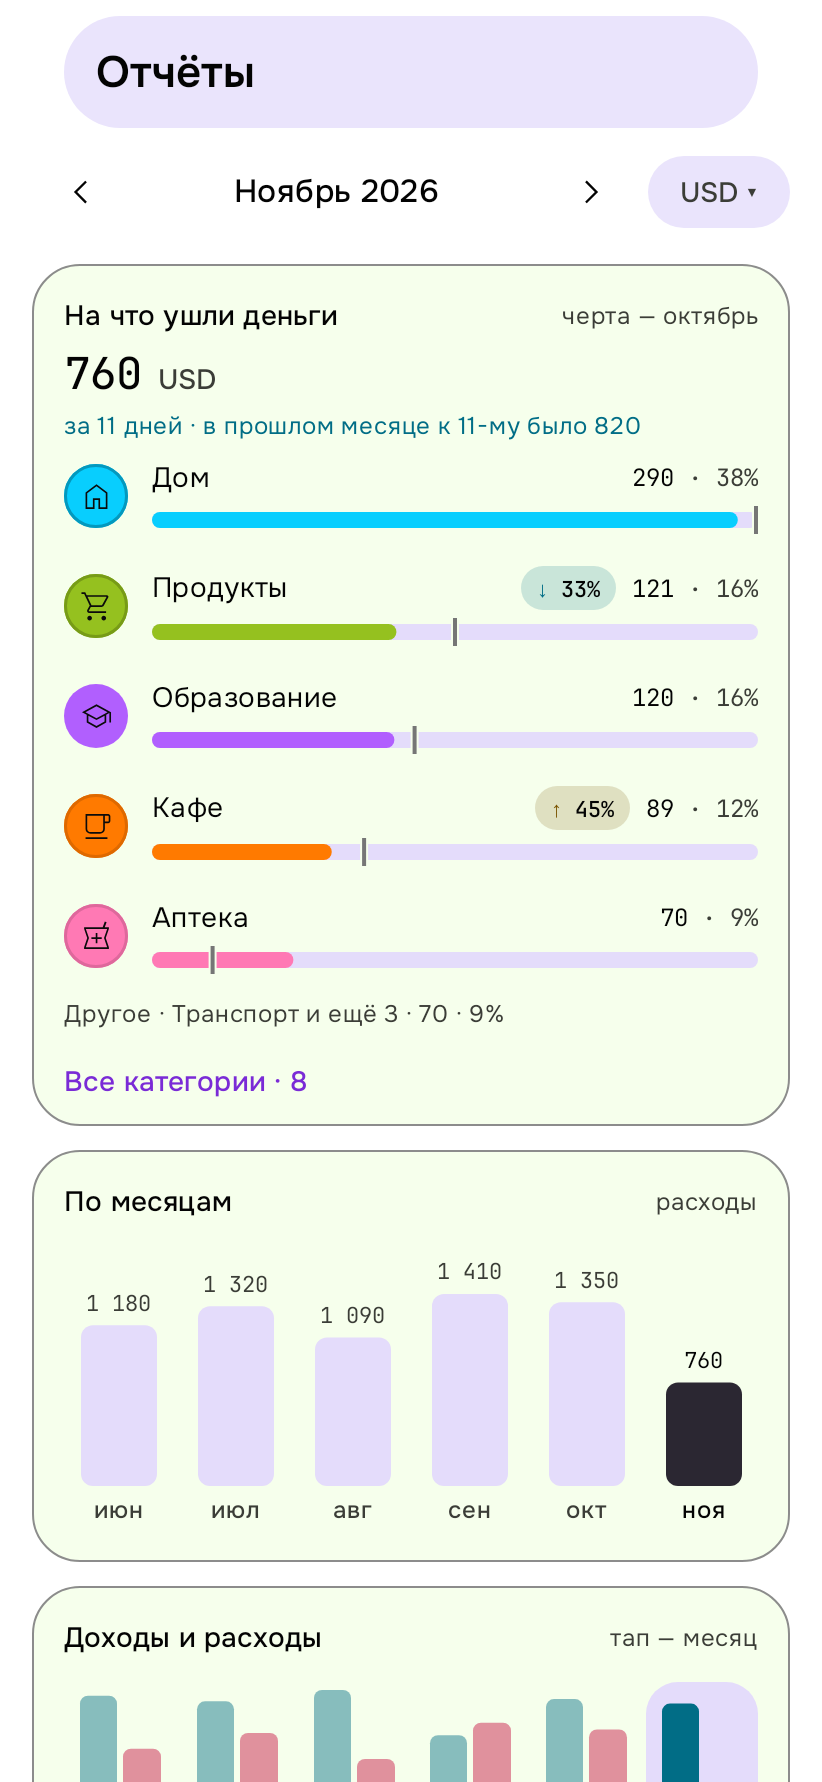 Отчёты
Ноябрь 2026
USD ▾
На что ушли деньги
черта — октябрь
760 USD
за 11 дней · в прошлом месяце к 11-му было 820
Дом
290 · 38%
Продукты
↓ 33% 121 · 16%
Образование
120 · 16%
Кафе
↑ 45% 89 · 12%
Аптека
70 · 9%
Другое · Транспорт и ещё 3 · 70 · 9%
Все категории · 8
По месяцам
расходы
1 180
1 320
1 090
1 410
1 350
760
июн
июл
авг
сен
окт
ноя
Доходы и расходы
тап — месяц